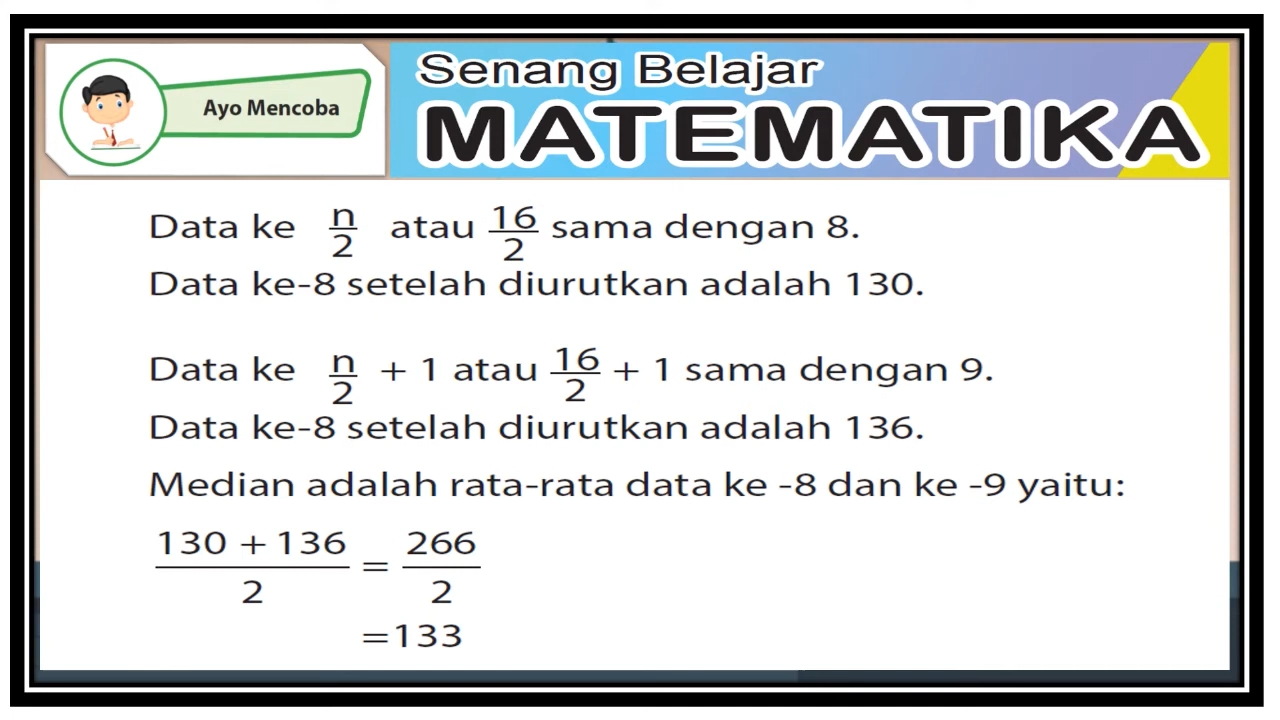 Ayo Mencoba
Senang Belajar
MATEMATIKA
Data ke n/2 atau 16/2 sama dengan 8.
Data ke-8 setelah diurutkan adalah 130.
Data ke n/2 + 1 atau 16/2 + 1 sama dengan 9.
Data ke-8 setelah diurutkan adalah 136.
Median adalah rata-rata data ke -8 dan ke -9 yaitu:
(130 + 136)/2 = 266/2
=133